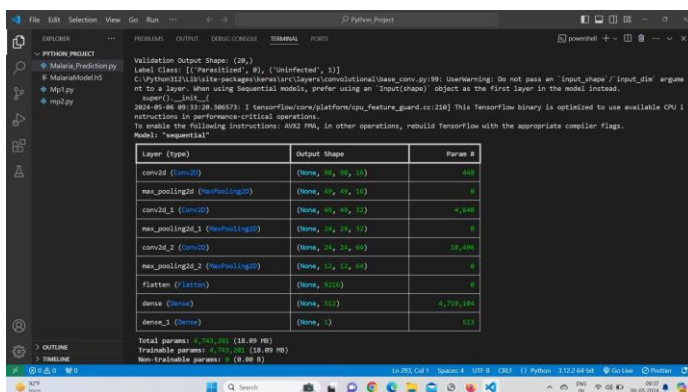 File Edit Selection View Go Run ···
Python_Project
EXPLORER
PYTHON_PROJECT
Malaria_Prediction.py
MalariaModel.h5
Mp1.py
mp2.py
OUTLINE
TIMELINE
PROBLEMS OUTPUT DEBUG CONSOLE TERMINAL PORTS
powershell
Validation Output Shape: (20,)
Label Class: [('Parasitized', 0), ('Uninfected', 1)]
C:\Python312\Lib\site-packages\keras\src\layers\convolutional\base_conv.py:99: UserWarning: Do not pass an `input_shape`/`input_dim` argume
nt to a layer. When using Sequential models, prefer using an `Input(shape)` object as the first layer in the model instead.
super().__init__(
2024-05-06 09:33:20.306573: I tensorflow/core/platform/cpu_feature_guard.cc:210] This TensorFlow binary is optimized to use available CPU i
nstructions in performance-critical operations.
To enable the following instructions: AVX2 FMA, in other operations, rebuild TensorFlow with the appropriate compiler flags.
Model: "sequential"
Layer (type) Output Shape Param #
conv2d (Conv2D) (None, 98, 98, 16) 448
max_pooling2d (MaxPooling2D) (None, 49, 49, 16) 0
conv2d_1 (Conv2D) (None, 49, 49, 32) 4,640
max_pooling2d_1 (MaxPooling2D) (None, 24, 24, 32) 0
conv2d_2 (Conv2D) (None, 24, 24, 64) 18,496
max_pooling2d_2 (MaxPooling2D) (None, 12, 12, 64) 0
flatten (Flatten) (None, 9216) 0
dense (Dense) (None, 512) 4,719,104
dense_1 (Dense) (None, 1) 513
Total params: 4,743,201 (18.09 MB)
Trainable params: 4,743,201 (18.09 MB)
Non-trainable params: 0 (0.00 B)
0 0 0 Ln 293, Col 1 Spaces: 4 UTF-8 CRLF Python 3.12.2 64-bit Go Live Prettier
92°F
Search
ENG
IN
09:37
06-05-2024